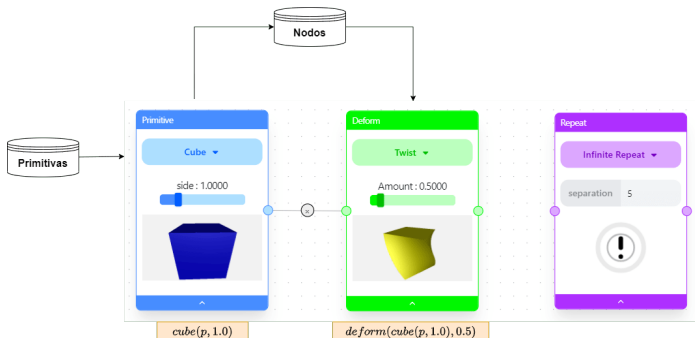 Nodos
Primitivas
Primitive
Cube
side : 1.0000
cube(p, 1.0)
Deform
Twist
Amount : 0.5000
deform(cube(p, 1.0), 0.5)
Repeat
Infinite Repeat
separation 5